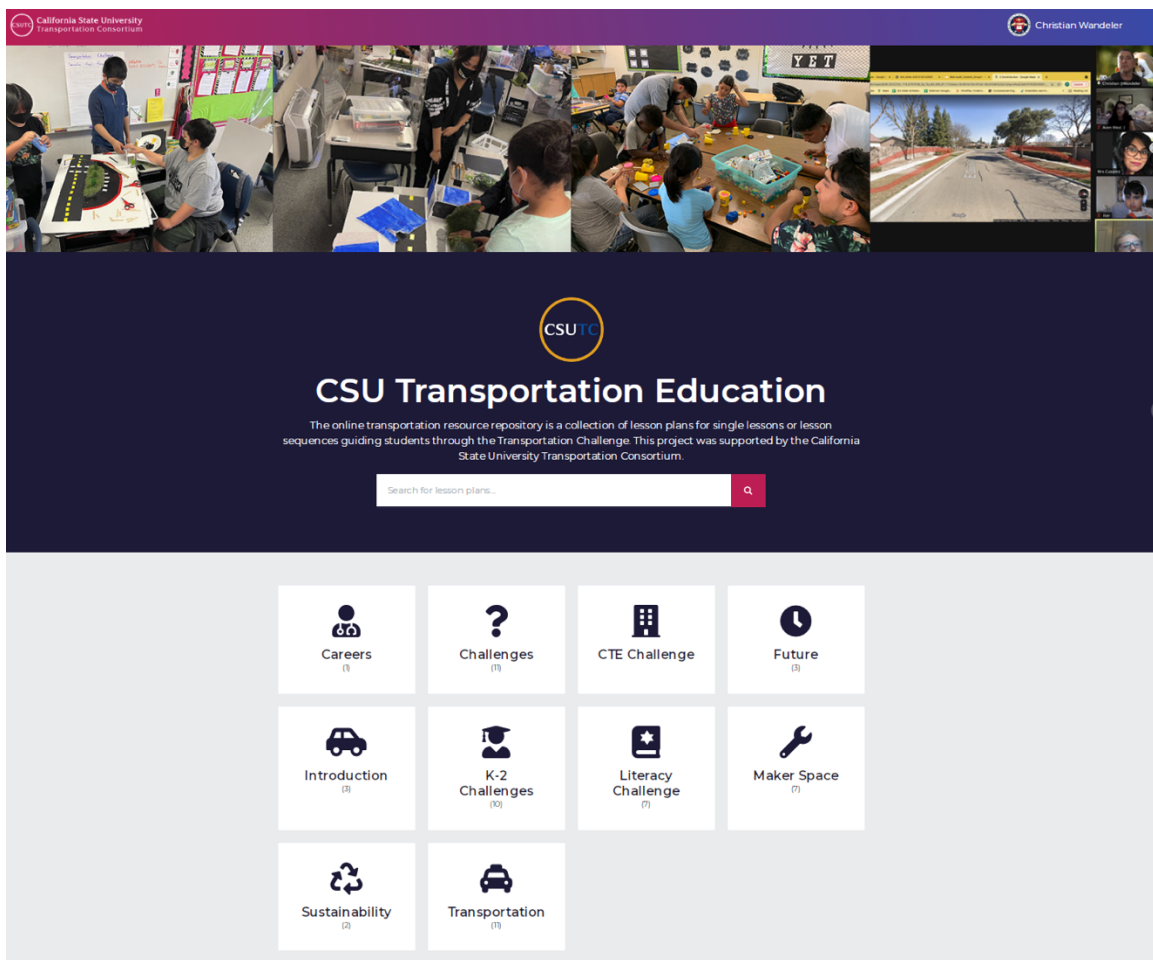 CSUTC
California State University
Transportation Consortium
Christian Wandeler
YET
CSUTC
CSU Transportation Education
The online transportation resource repository is a collection of lesson plans for single lessons or lesson
sequences guiding students through the Transportation Challenge. This project was supported by the California
State University Transportation Consortium.
Search for lesson plans...
Careers
(1)
Challenges
(11)
CTE Challenge
Future
(3)
Introduction
(3)
K-2
Challenges
(10)
Literacy
Challenge
(7)
Maker Space
(7)
Sustainability
(2)
Transportation
(11)